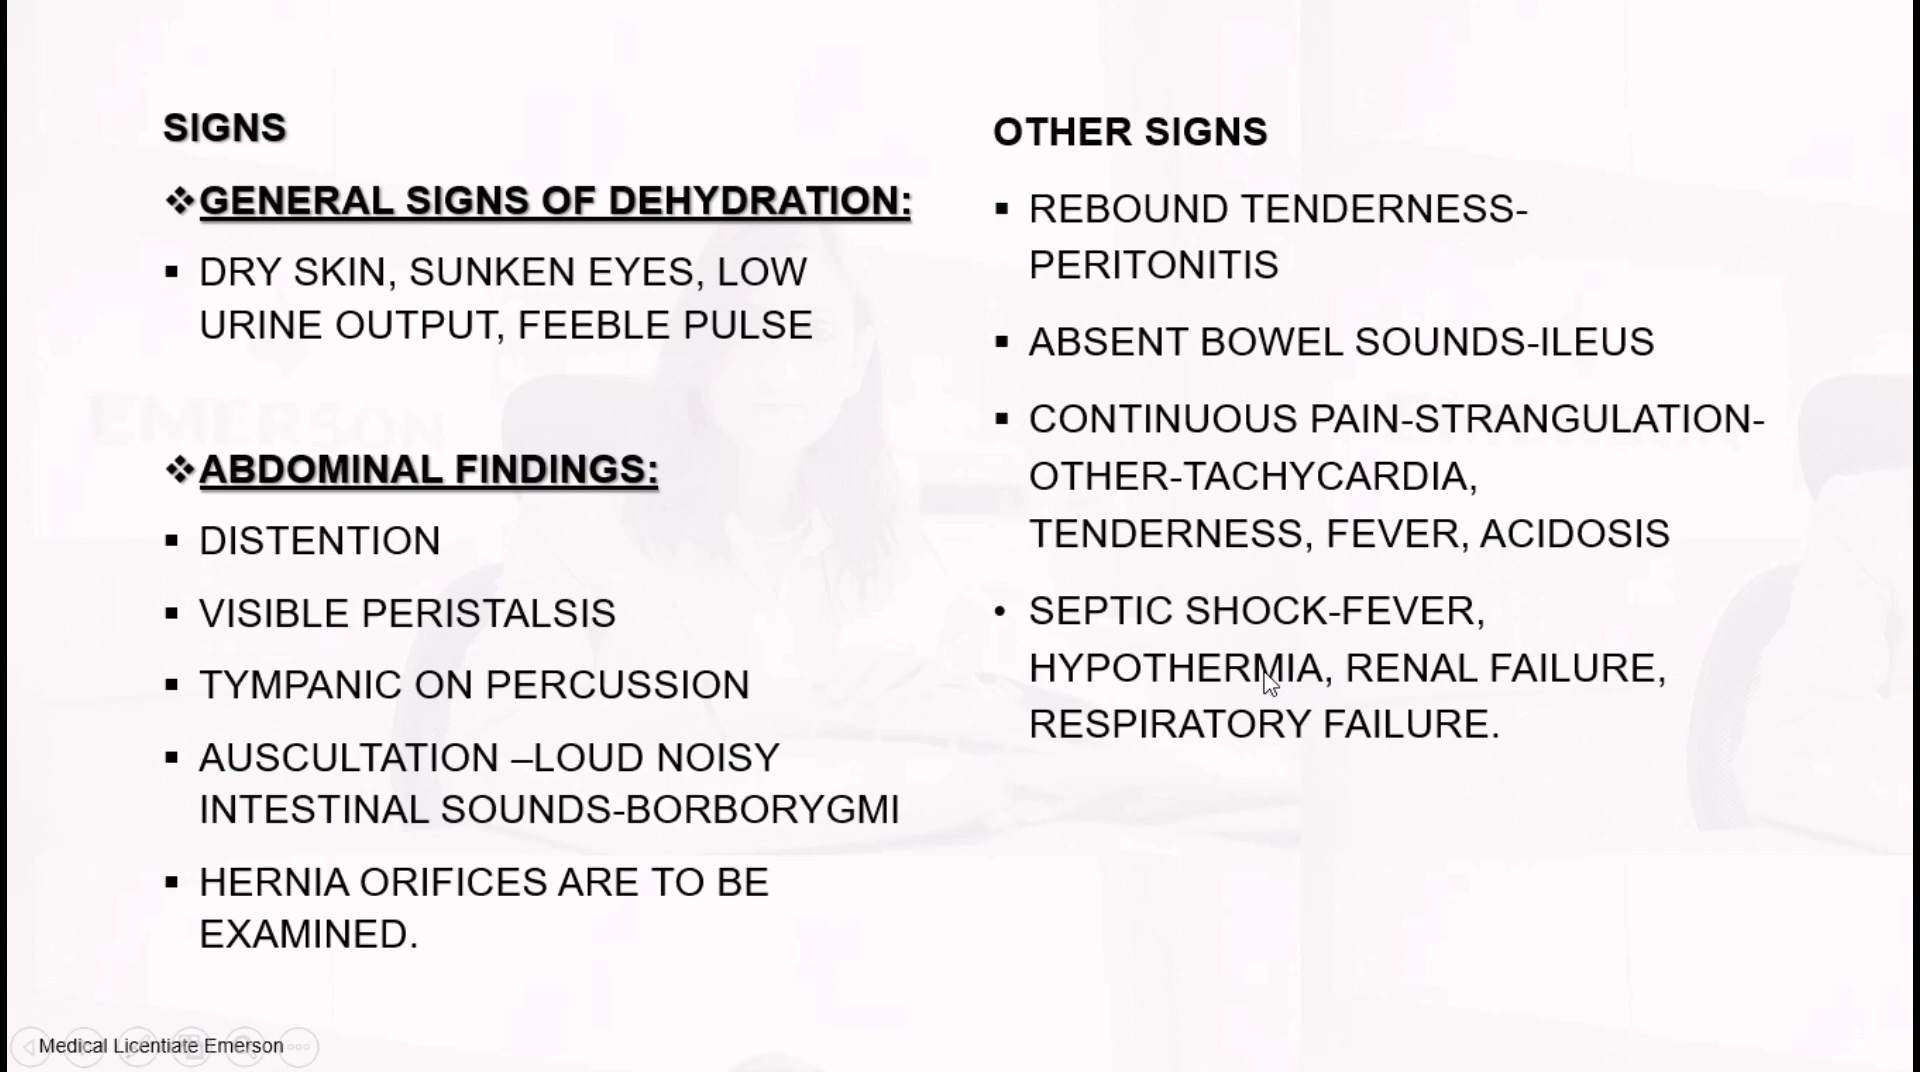 SIGNS
❖GENERAL SIGNS OF DEHYDRATION:
▪ DRY SKIN, SUNKEN EYES, LOW
URINE OUTPUT, FEEBLE PULSE
❖ABDOMINAL FINDINGS:
▪ DISTENTION
▪ VISIBLE PERISTALSIS
▪ TYMPANIC ON PERCUSSION
▪ AUSCULTATION –LOUD NOISY
INTESTINAL SOUNDS-BORBORYGMI
▪ HERNIA ORIFICES ARE TO BE
EXAMINED.
OTHER SIGNS
▪ REBOUND TENDERNESS-
PERITONITIS
▪ ABSENT BOWEL SOUNDS-ILEUS
▪ CONTINUOUS PAIN-STRANGULATION-
OTHER-TACHYCARDIA,
TENDERNESS, FEVER, ACIDOSIS
• SEPTIC SHOCK-FEVER,
HYPOTHERMIA, RENAL FAILURE,
RESPIRATORY FAILURE.
EMERSON
Medical Licentiate Emerson